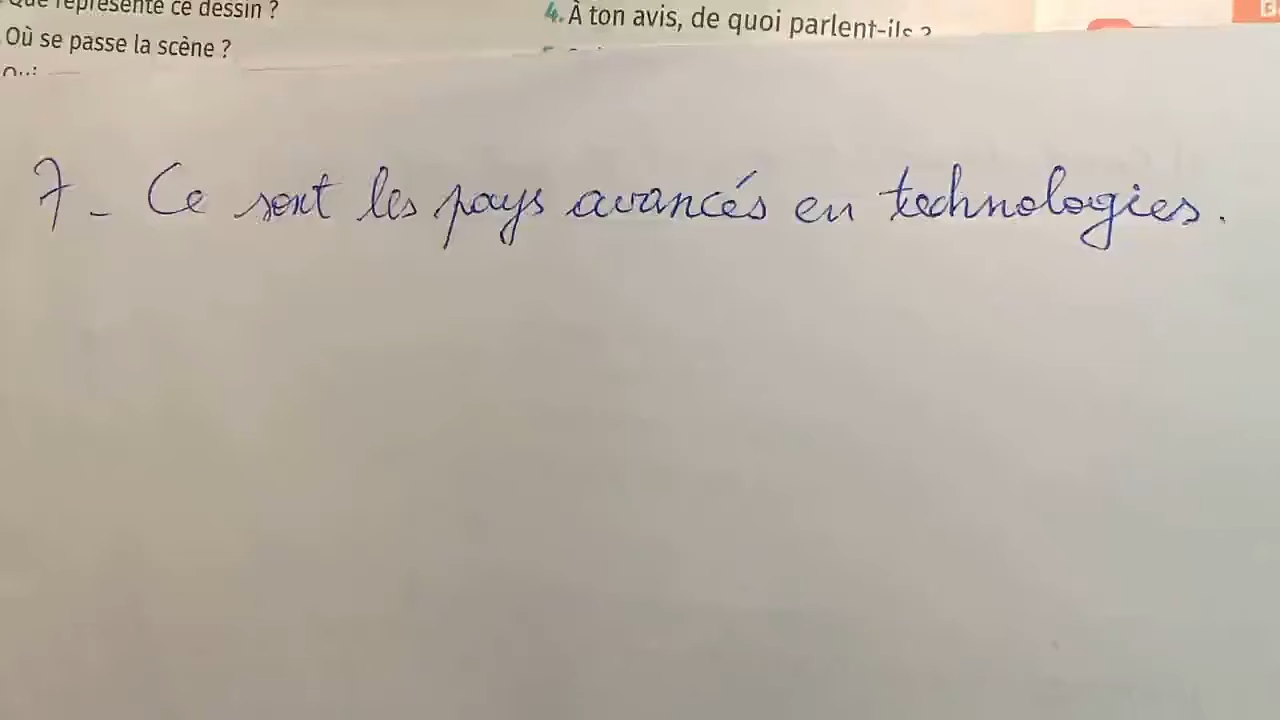 Que représente ce dessin ?
Où se passe la scène ?
4. À ton avis, de quoi parlent-ils ?
7- Ce sont les pays avancés en technologies.